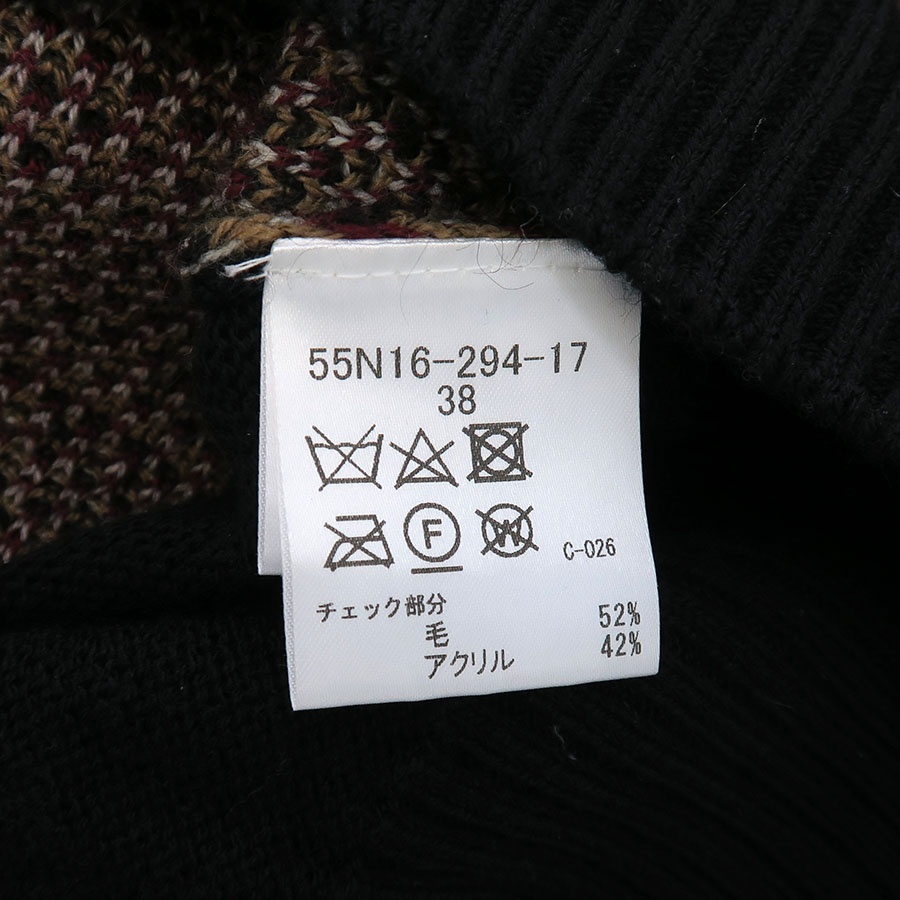 55N16-294-17
38
F W C-026
チェック部分
毛 52%
アクリル 42%